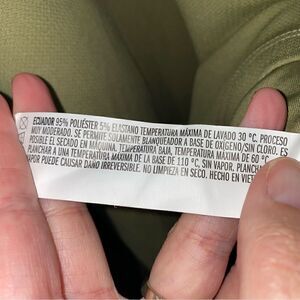 ECUADOR 95% POLIÉSTER 5% ELASTANO TEMPERATURA MÁXIMA DE LAVADO 30 °C. PROCESO
MUY MODERADO. SE PERMITE SOLAMENTE BLANQUEADOR A BASE DE OXÍGENO/SIN CLORO. ES
POSIBLE EL SECADO EN MÁQUINA. TEMPERATURA BAJA, TEMPERATURA MÁXIMA DE 60 °C.
PLANCHAR A UNA TEMPERATURA MÁXIMA DE LA BASE DE 110 °C, SIN VAPOR. PLANCHA
VAPOR PUEDE CAUSAR DAÑO IRREVERSIBLE. NO LIMPIEZA EN SECO. HECHO EN VIET